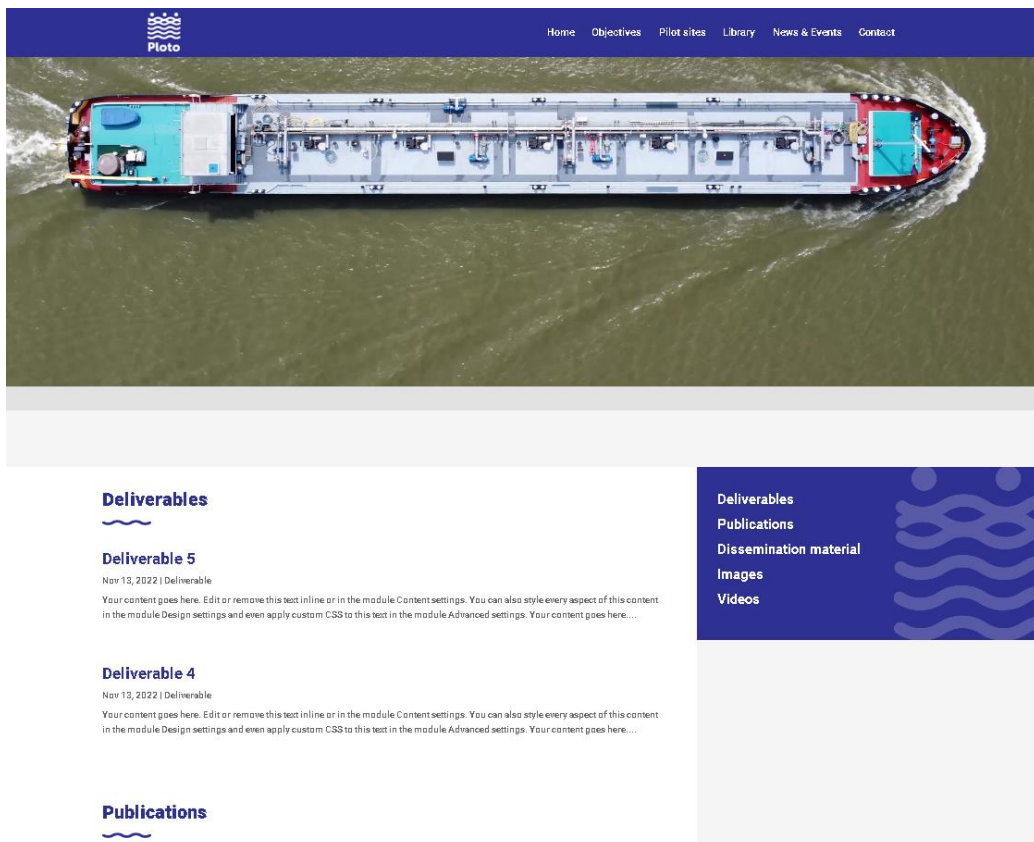 Ploto
Home Objectives Pilot sites Library News & Events Contact
Deliverables
Deliverable 5
Nov 13, 2022 | Deliverable
Your content goes here. Edit or remove this text inline or in the module Content settings. You can also style every aspect of this content
in the module Design settings and even apply custom CSS to this text in the module Advanced settings. Your content goes here....
Deliverable 4
Nov 13, 2022 | Deliverable
Your content goes here. Edit or remove this text inline or in the module Content settings. You can also style every aspect of this content
in the module Design settings and even apply custom CSS to this text in the module Advanced settings. Your content goes here....
Publications
Deliverables
Publications
Dissemination material
Images
Videos